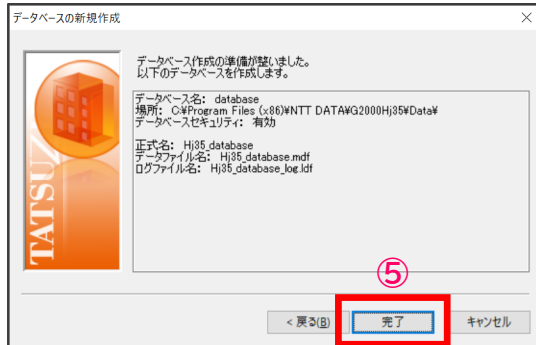 データベースの新規作成
データベース作成の準備が整いました。
以下のデータベースを作成します。
データベース名： database
場所： C:¥Program Files (x86)¥NTT DATA¥G2000Hj35¥Data¥
データベースセキュリティ： 有効
正式名： Hj35_database
データファイル名： Hj35_database.mdf
ログファイル名： Hj35_database_log.ldf
TATSUZ
⑤
< 戻る(B)
完了
キャンセル